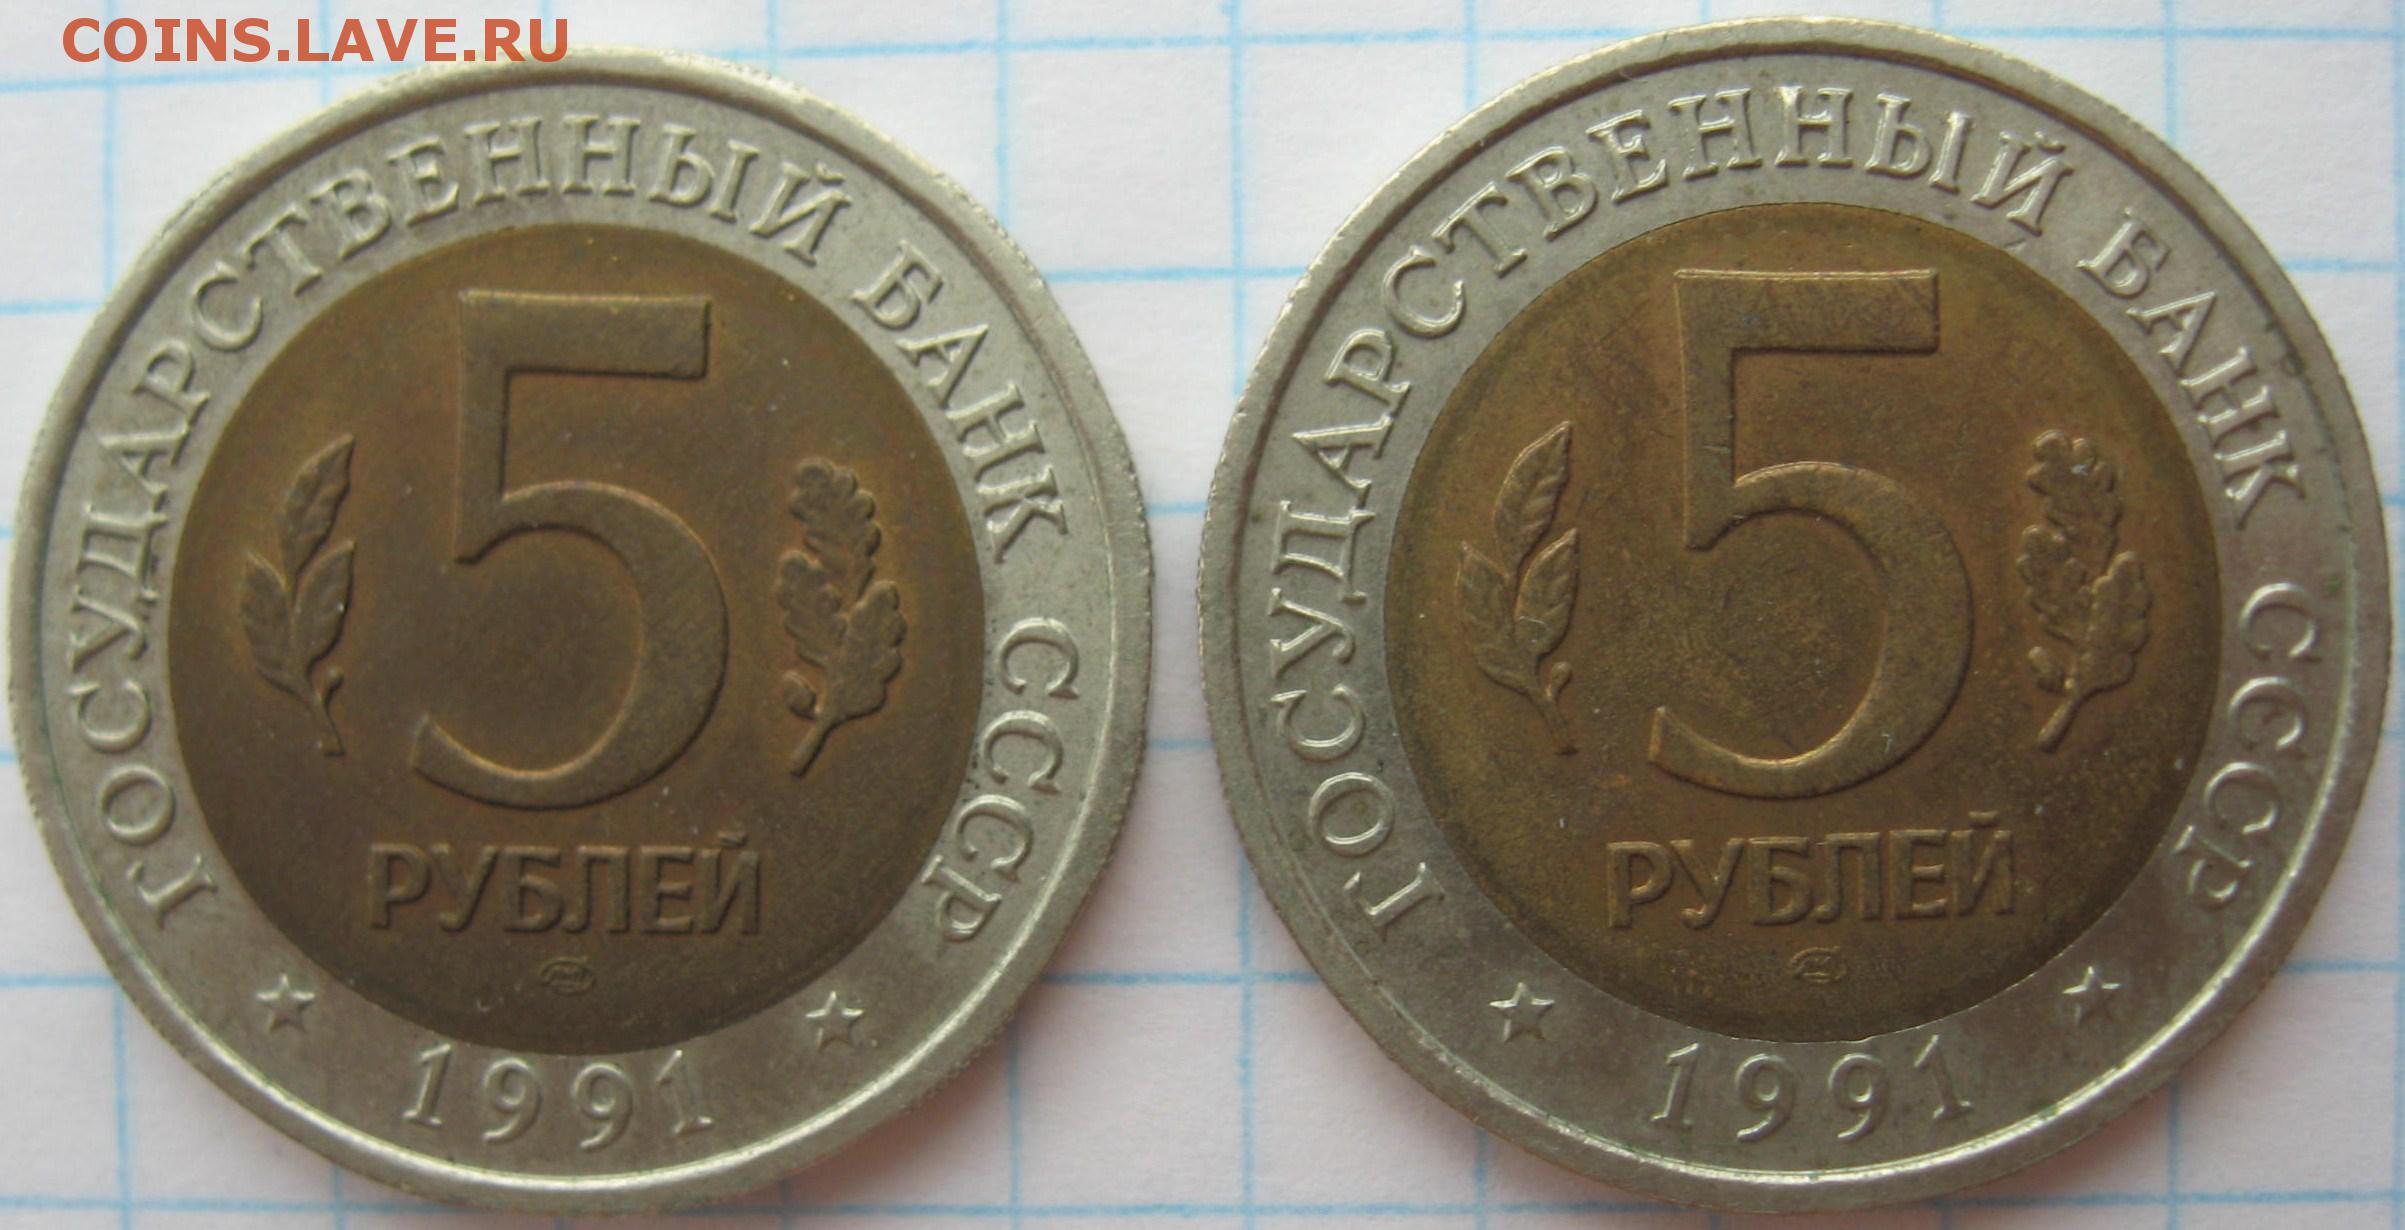 COINS.LAVE.RU
ГОСУДАРСТВЕННЫЙ БАНК СССР
5
РУБЛЕЙ
1991
ГОСУДАРСТВЕННЫЙ БАНК СССР
5
РУБЛЕЙ
1991